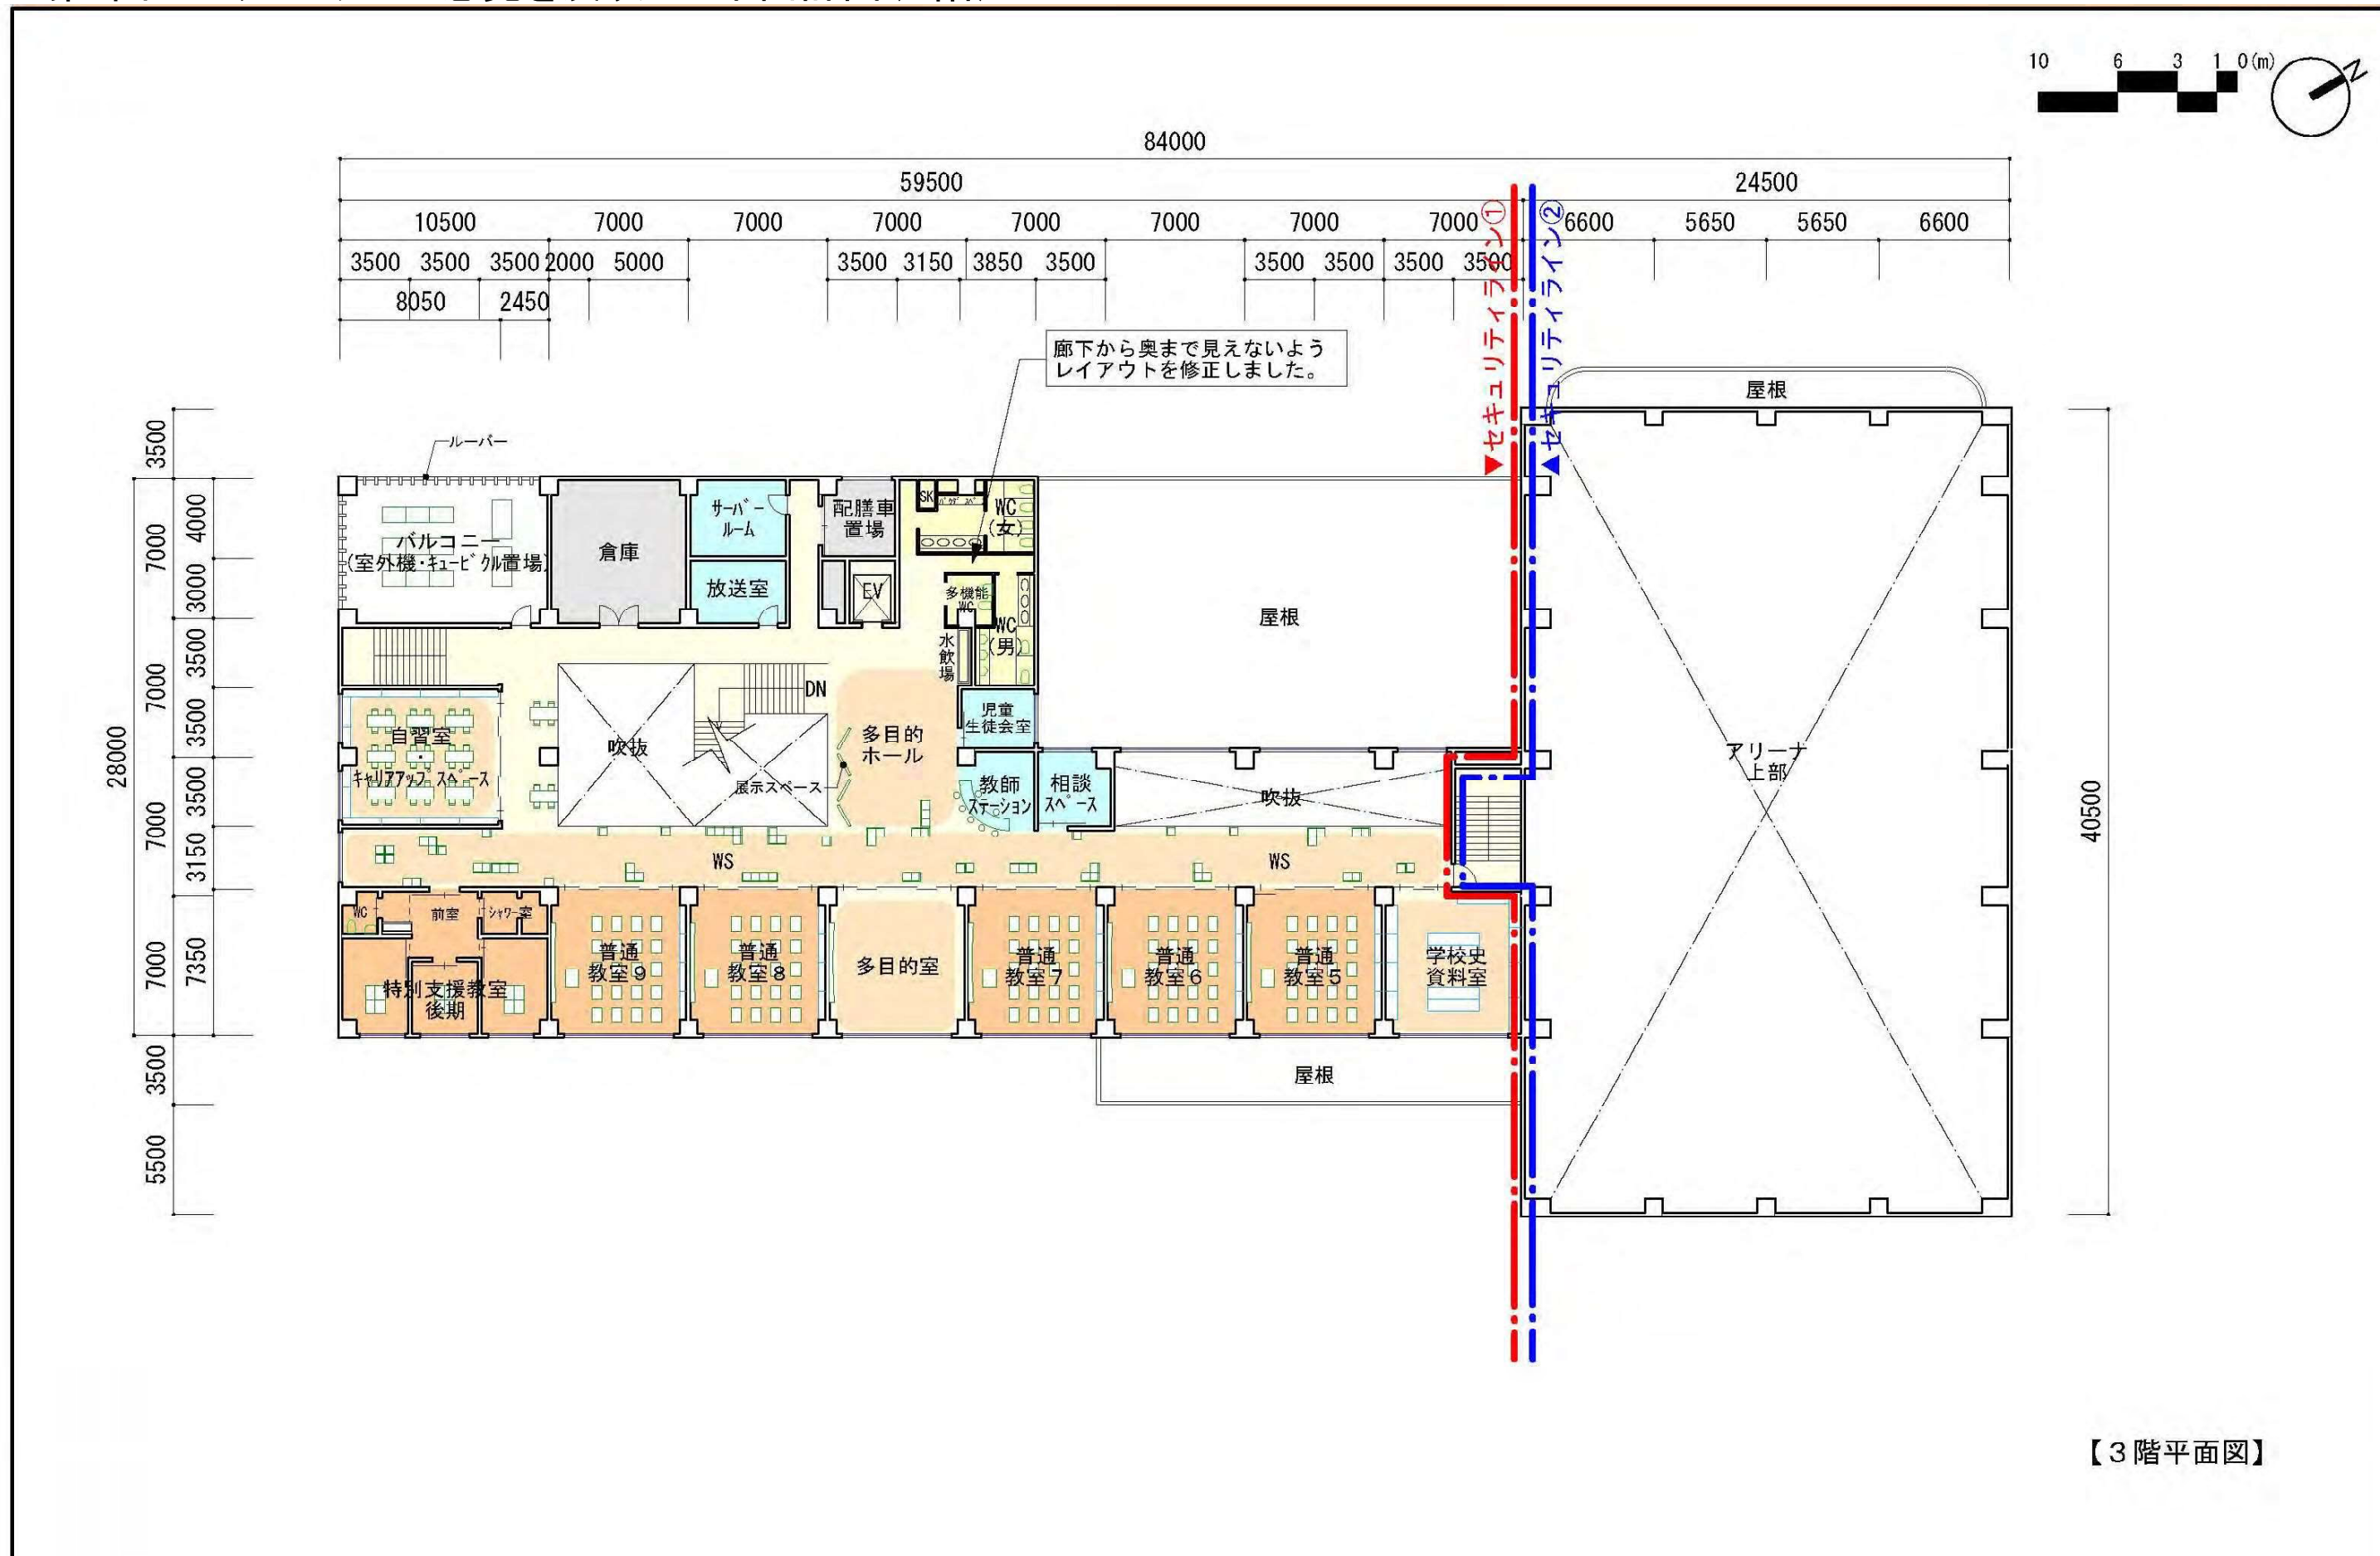 10 6 3 1 0(m)
N
84000
59500 24500
10500 7000 7000 7000 7000 7000 7000 7000 6600 5650 5650 6600
3500 3500 3500 2000 5000 3500 3150 3850 3500 3500 3500 3500 3500
8050 2450
▼セキュリティライン①
▲セキュリティライン②
廊下から奥まで見えないよう
レイアウトを修正しました。
屋根
ルーバー
3500
7000
7000
7000
7000
3500
5500
28000
4000
3000
3500
3500
3500
3150
7350
40500
バルコニー
(室外機・キュービクル置場)
倉庫
サーバー
ルーム
放送室
配膳車
置場
EV
SK
WC
(女)
多機能
WC
WC
(男)
水飲場
屋根
自習室
キャリアアップスペース
吹抜
DN
展示スペース
多目的
ホール
児童
生徒会室
教師
ステーション
相談
スペース
吹抜
アリーナ
上部
WS
WS
WC
前室
シャワー室
特別支援教室
後期
普通
教室9
普通
教室8
多目的室
普通
教室7
普通
教室6
普通
教室5
学校史
資料室
屋根
【3階平面図】